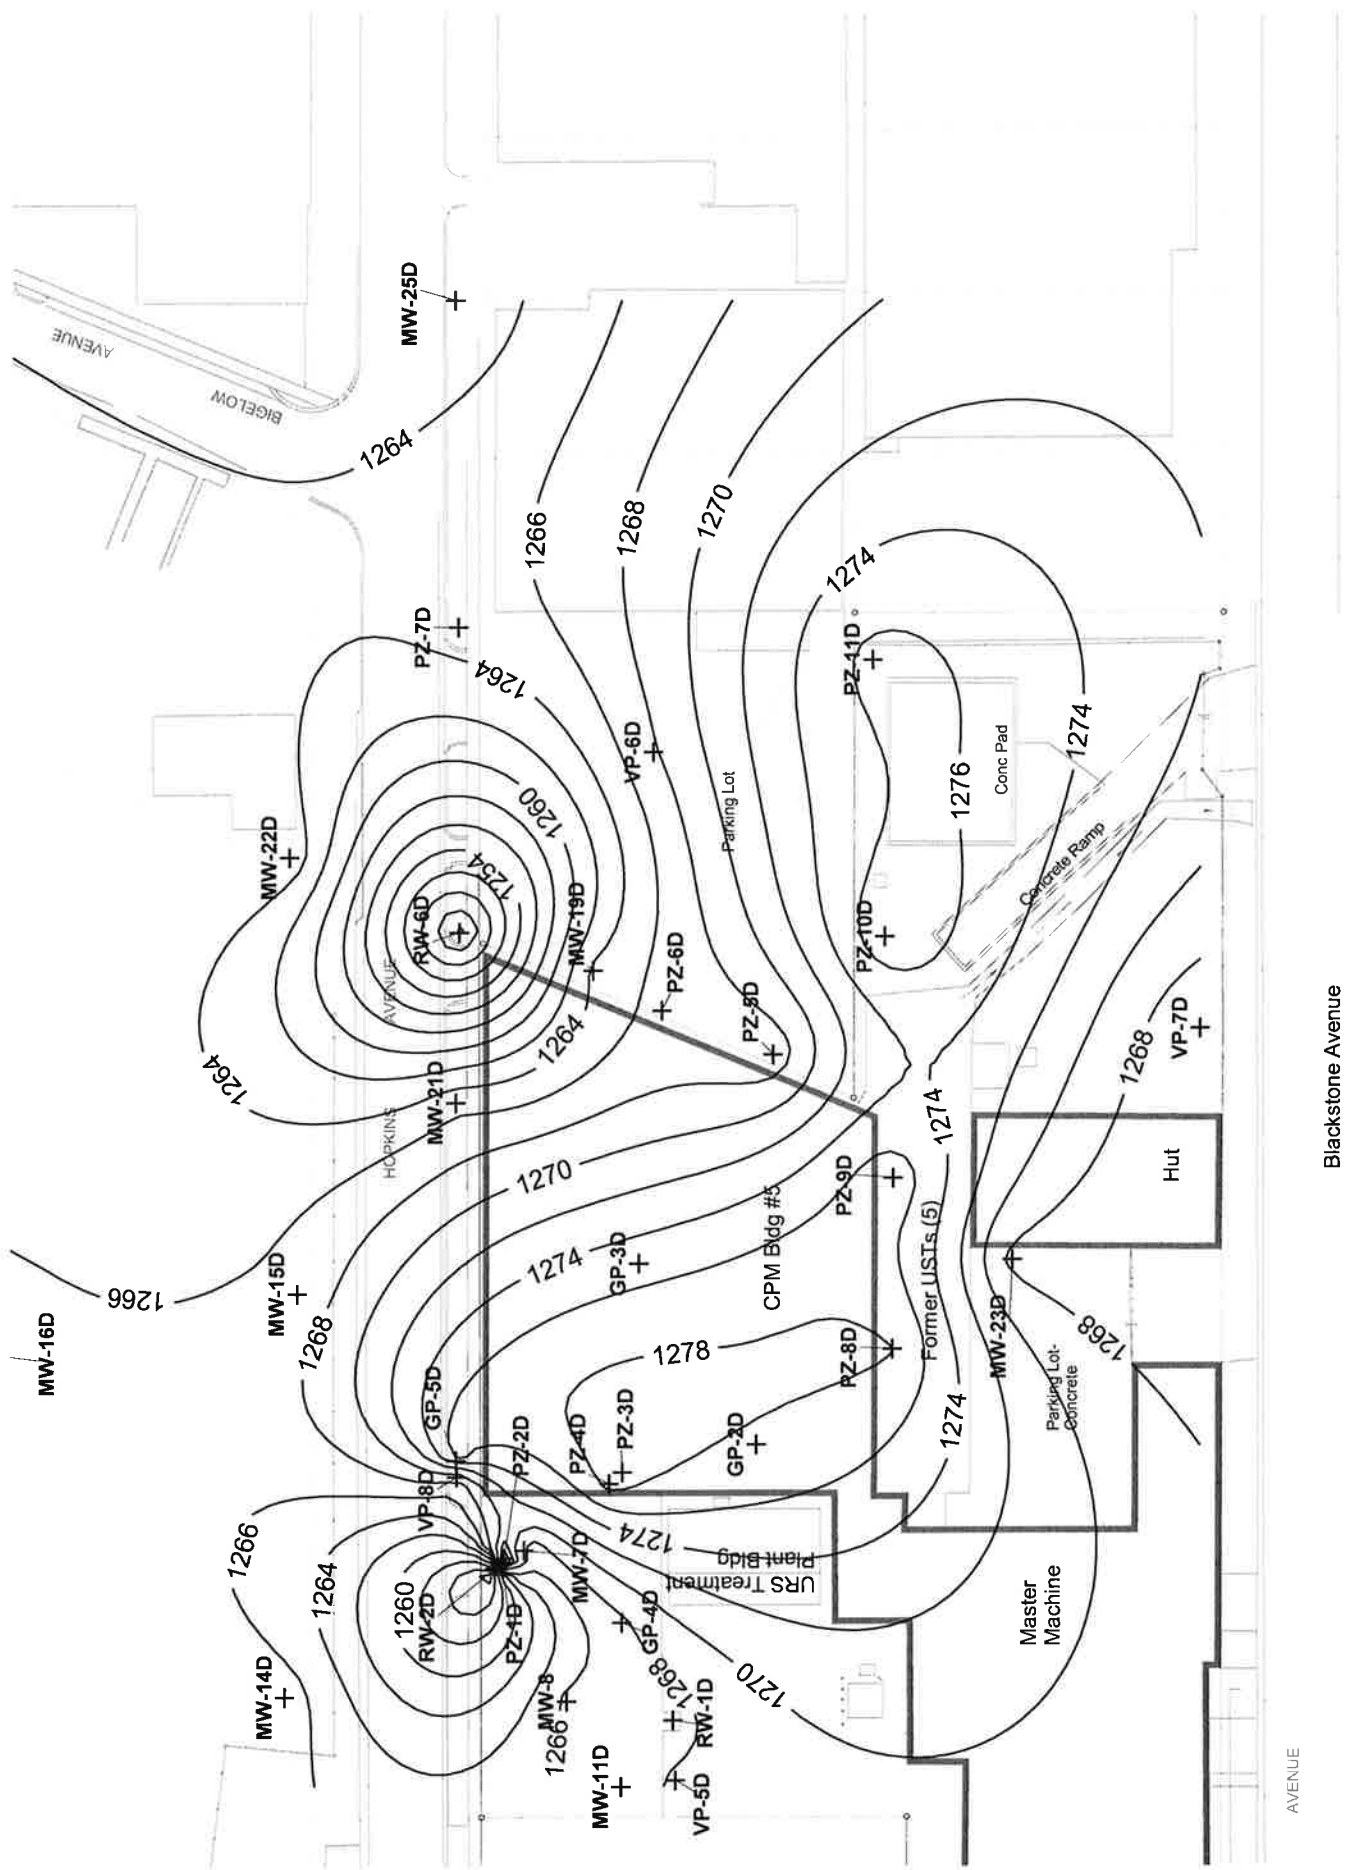 MW-16D
1266
MW-15D
1268
HOPKINS
AVENUE
MW-14D
1266
1264
1260
RW-2D
VP-8D
GP-5D
PZ-2D
PZ-1D
MW-7D
MW-8
1266
MW-11D
VP-5D
RW-1D
1268
GP-4D
1270
1274
URS Treatment
Plant Bldg
PZ-4D
PZ-3D
GP-2D
1278
GP-3D
1274
1270
CPM Bldg #5
PZ-8D
PZ-9D
Former USTs (5)
1274
1274
MW-23D
Parking Lot-
Concrete
1268
Master
Machine
Hut
1268
VP-7D
MW-21D
1264
1264
MW-22D
RW-6D
1254
1260
MW-19D
PZ-6D
PZ-5D
VP-6D
Parking Lot
PZ-7D
1264
1264
BIGELOW
AVENUE
MW-25D
1266
1268
1270
1274
PZ-11D
PZ-10D
1276
Conc Pad
1274
Concrete Ramp
Blackstone Avenue
AVENUE